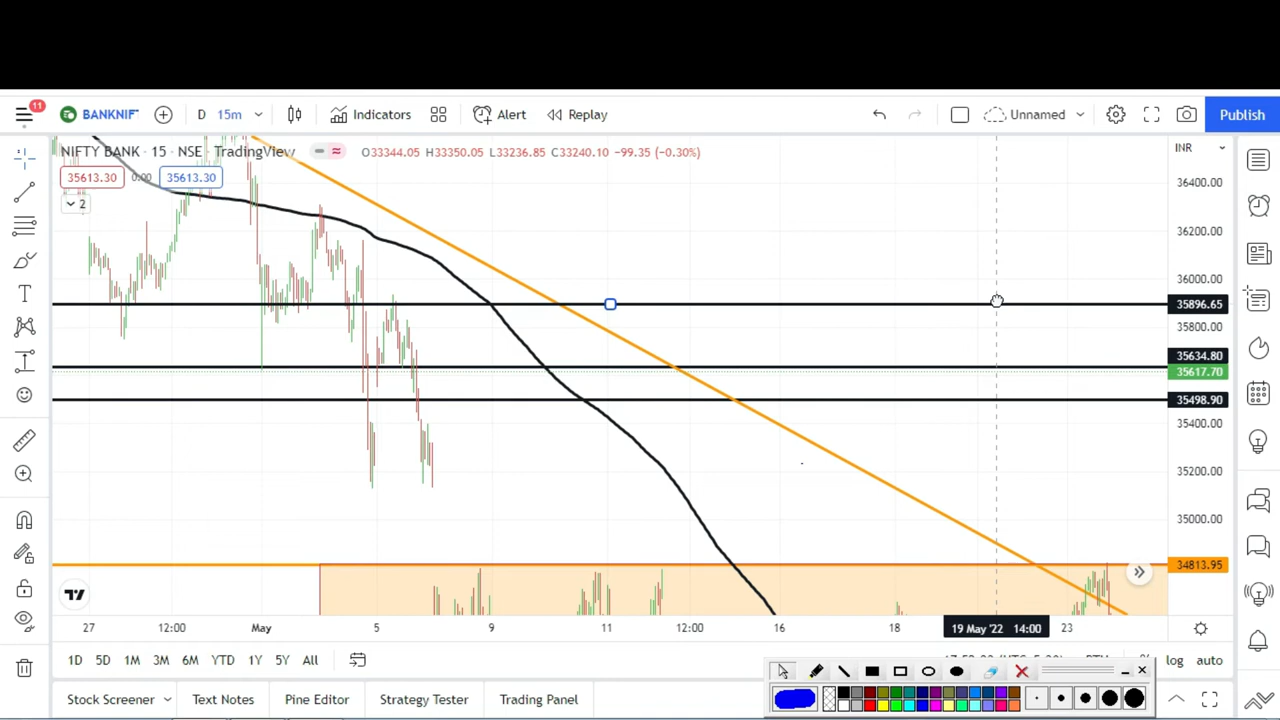 11
BANKNIF
D 15m
Indicators
Alert
Replay
Unnamed
Publish
NIFTY BANK · 15 · NSE TradingView
O33344.05 H33350.05 L33236.85 C33240.10 -99.35 (-0.30%)
INR
35613.30 0.00 35613.30
2
36400.00
36200.00
36000.00
35896.65
35800.00
35634.80
35617.70
35498.90
35400.00
35200.00
35000.00
34813.95
27 12:00 May 5 9 11 12:00 16 18 19 May '22 14:00 23
1D 5D 1M 3M 6M YTD 1Y 5Y All
log auto
Stock Screener Text Notes Pine Editor Strategy Tester Trading Panel